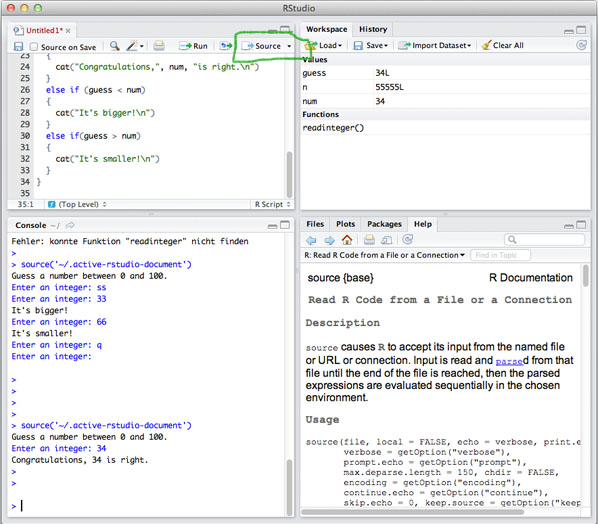 RStudio
Untitled1*
Source on Save
Run
Source
23 {
24 cat("Congratulations,", num, "is right.\n")
25 }
26 else if (guess < num)
27 {
28 cat("It's bigger!\n")
29 }
30 else if(guess > num)
31 {
32 cat("It's smaller!\n")
33 }
34 }
35
35:1 (Top Level) R Script
Console ~/
Fehler: konnte Funktion "readinteger" nicht finden
>
> source('~/.active-rstudio-document')
Guess a number between 0 and 100.
Enter an integer: ss
Enter an integer: 33
It's bigger!
Enter an integer: 66
It's smaller!
Enter an integer: q
Enter an integer:
>
>
>
>
> source('~/.active-rstudio-document')
Guess a number between 0 and 100.
Enter an integer: 34
Congratulations, 34 is right.
>
>
>
Workspace History
Load Save Import Dataset Clear All
Values
guess 34L
n 55555L
num 34
Functions
readinteger()
Files Plots Packages Help
R: Read R Code from a File or a Connection Find in Topic
source {base} R Documentation
Read R Code from a File or a Connection
Description
source causes R to accept its input from the named file
or URL or connection. Input is read and parsed from that
file until the end of the file is reached, then the parsed
expressions are evaluated sequentially in the chosen
environment.
Usage
source(file, local = FALSE, echo = verbose, print.e
verbose = getOption("verbose"),
prompt.echo = getOption("prompt"),
max.deparse.length = 150, chdir = FALSE,
encoding = getOption("encoding"),
continue.echo = getOption("continue"),
skip.echo = 0, keep.source = getOption("keep